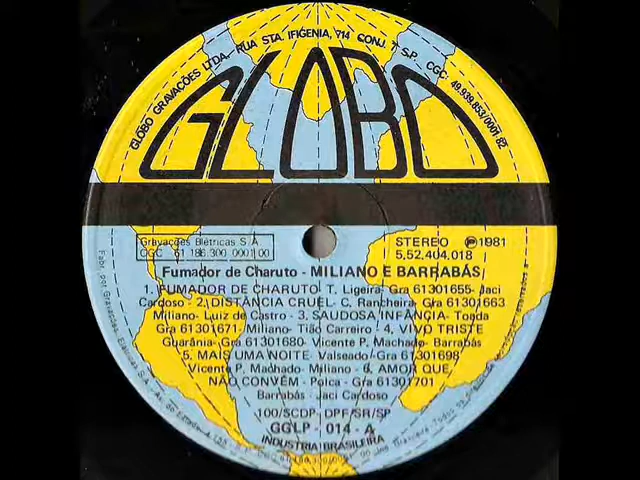 GLOBO GRAVAÇÕES LTDA. RUA STA. IFIGENIA, 714 CONJ. 7 S.P. CGC. 49.939.853/0001-82
GLOBO
Gravações Elétricas S/A
CGC 61 186.300 0001 00
STEREO ℗1981
5,52,404.018
Fumador de Charuto - MILIANO E BARRABÁS
1. FUMADOR DE CHARUTO T. Ligeira- Gra 61301655- Jaci
Cardoso - 2. DISTÂNCIA CRUEL- C. Rancheira- Gra 61301663
Miliano- Luiz de Castro - 3. SAUDOSA INFÂNCIA- Toada
Gra 61301671- Miliano- Tião Carreiro - 4. VIVO TRISTE
Guarânia- Gra 61301680- Vicente P. Machado- Barrabás
5. MAIS UMA NOITE- Valseado- Gra 61301698
Vicente P. Machado - Miliano - 6. AMOR QUE
NÃO CONVÉM - Polca - Gra 61301701
Barrabás - Jaci Cardoso
100/SCDP- DPF/SR/SP
GGLP - 014 - A
INDÚSTRIA BRASILEIRA
Fabr. por Gravações Elétricas S.A.